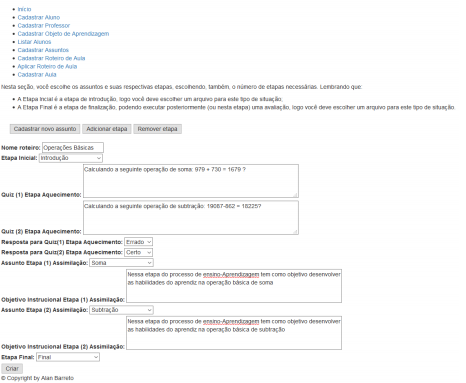 Início
Cadastrar Aluno
Cadastrar Professor
Cadastrar Objeto de Aprendizagem
Listar Alunos
Cadastrar Assuntos
Cadastrar Roteiro de Aula
Aplicar Roteiro de Aula
Cadastrar Aula
Nesta seção, você escolhe os assuntos e suas respectivas etapas, escolhendo, também, o número de etapas necessárias. Lembrando que:
A Etapa Incial é a etapa de introdução, logo você deve escolher um arquivo para este tipo de situação;
A Etapa Final é a etapa de finalização, podendo executar posteriormente (ou nesta etapa) uma avaliação, logo você deve escolher um arquivo para este tipo de situação.
Cadastrar novo assunto Adicionar etapa Remover etapa
Nome roteiro: Operações Básicas
Etapa Inicial: Introdução
Calculando a seguinte operação de soma: 979 + 730 = 1679 ?
Quiz (1) Etapa Aquecimento:
Calculando a seguinte operação de subtração: 19087-862 = 18225?
Quiz (2) Etapa Aquecimento:
Resposta para Quiz(1) Etapa Aquecimento: Errado
Resposta para Quiz(2) Etapa Aquecimento: Certo
Assunto Etapa (1) Assimilação: Soma
Nessa etapa do processo de ensino-Aprendizagem tem como objetivo desenvolver
as habilidades do aprendiz na operação básica de soma
Objetivo Instrucional Etapa (1) Assimilação:
Assunto Etapa (2) Assimilação: Subtração
Nessa etapa do processo de ensino-Aprendizagem tem como objetivo desenvolver
as habilidades do aprendiz na operação básica de subtração
Objetivo Instrucional Etapa (2) Assimilação:
Etapa Final: Final
Criar
© Copyright by Alan Barreto